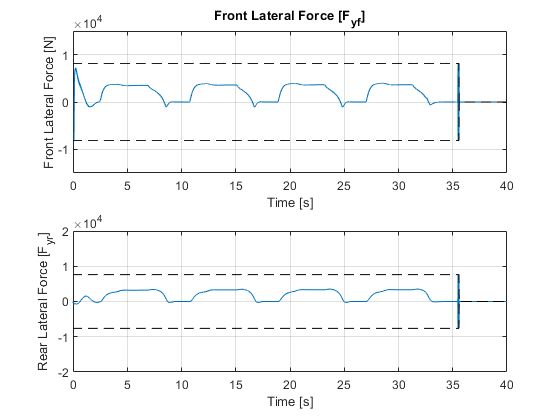 Front Lateral Force [Fyf]
×10^4
Front Lateral Force [N]
1
0
-1
0 5 10 15 20 25 30 35 40
Time [s]
×10^4
Rear Lateral Force [Fyr]
2
1
0
-1
-2
0 5 10 15 20 25 30 35 40
Time [s]